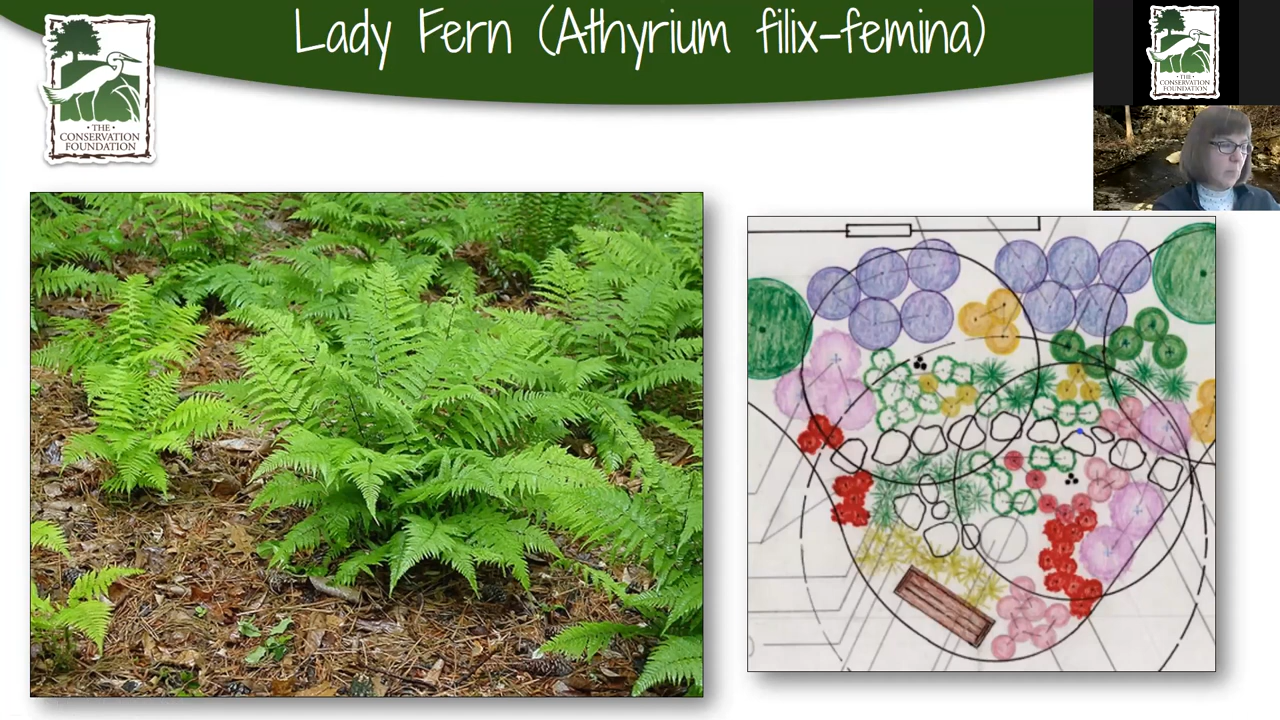 Lady Fern (Athyrium filix-femina)
• THE •
CONSERVATION
FOUNDATION
• THE •
CONSERVATION
FOUNDATION